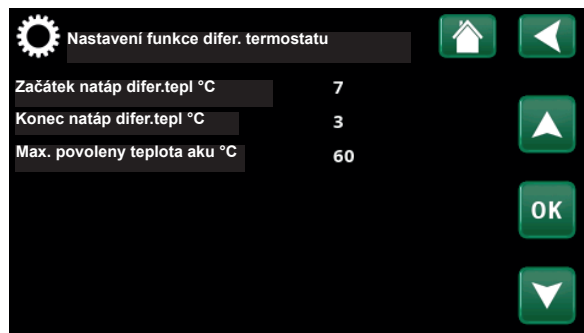 Nastavení funkce difer. termostatu
Začátek natáp difer.tepl °C 7
Konec natáp difer.tepl °C 3
Max. povoleny teplota aku °C 60
OK